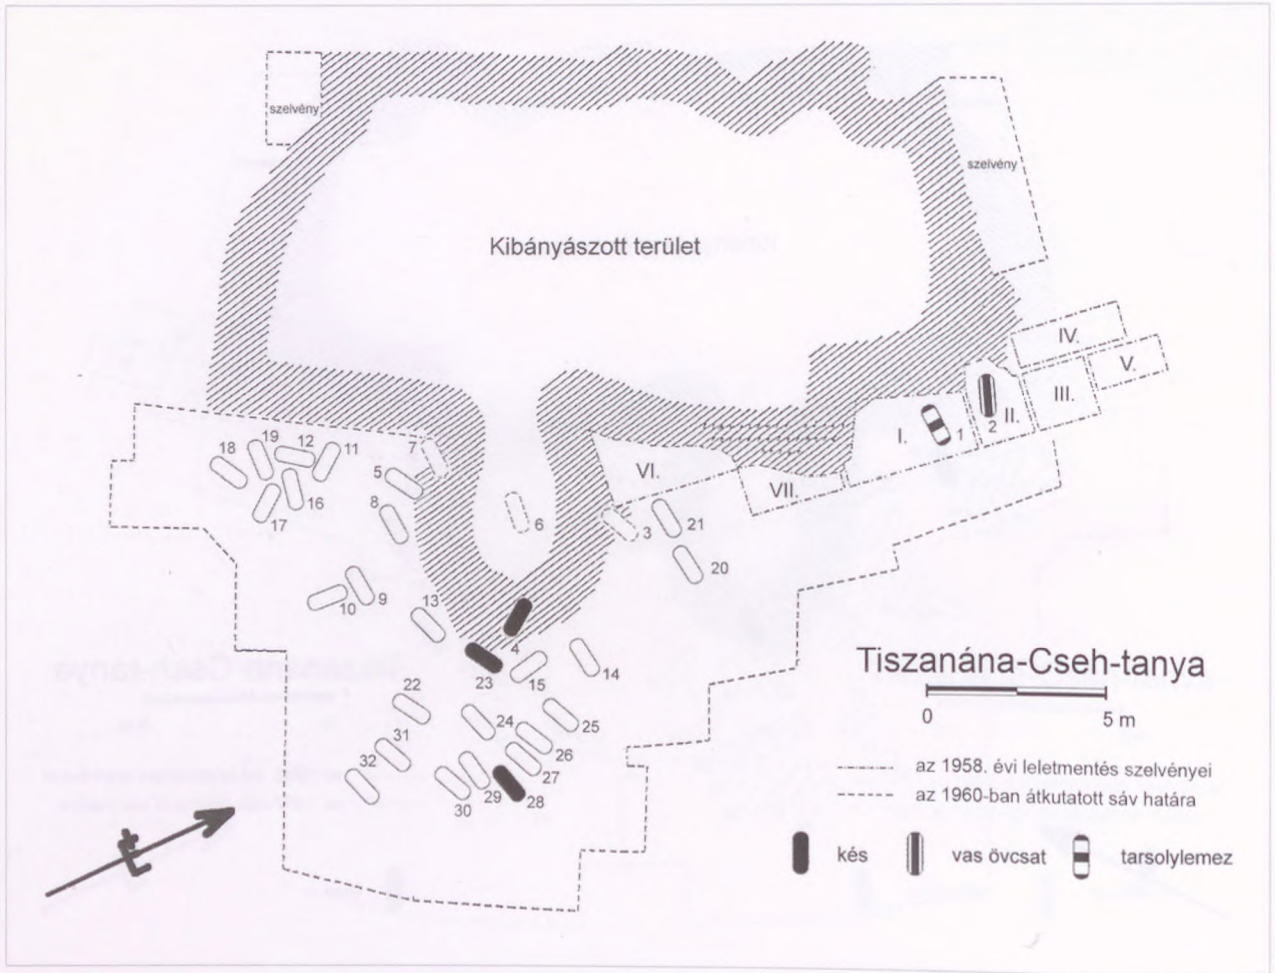 szelvény
szelvény
Kibányászott terület
IV.
V.
III.
II.
2
I.
1
VI.
VII.
18
19
12
11
7
5
16
17
8
6
3
21
20
10
9
13
4
23
15
14
22
24
25
31
26
32
27
30
29
28
Tiszanána-Cseh-tanya
0 5 m
az 1958. évi leletmentés szelvényei
az 1960-ban átkutatott sáv határa
kés vas övcsat tarsolylemez